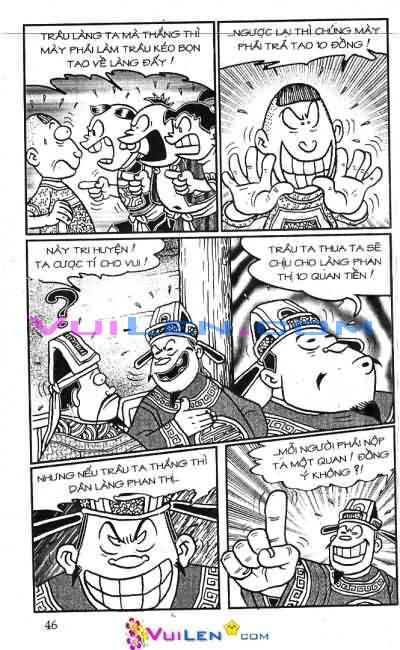 TRÂU LÀNG TA MÀ THẮNG THÌ
MÀY PHẢI LÀM TRÂU KÉO BỌN
TAO VỀ LÀNG ĐẤY!
...NGƯỢC LẠI THÌ CHÚNG MÀY
PHẢI TRẢ TAO 10 ĐỒNG!
NÀY TRI HUYỆN!
TA CƯỢC TÍ CHO VUI!
TRÂU TA THUA TA SẼ
CHỊU CHO LÀNG PHAN
THỊ 10 QUAN TIỀN!
?
VUILEN.COM
NHƯNG NẾU TRÂU TA THẮNG THÌ
DÂN LÀNG PHAN THỊ...
...MỖI NGƯỜI PHẢI NỘP
TA MỘT QUAN! ĐỒNG
Ý KHÔNG?!
46
VUILEN.COM